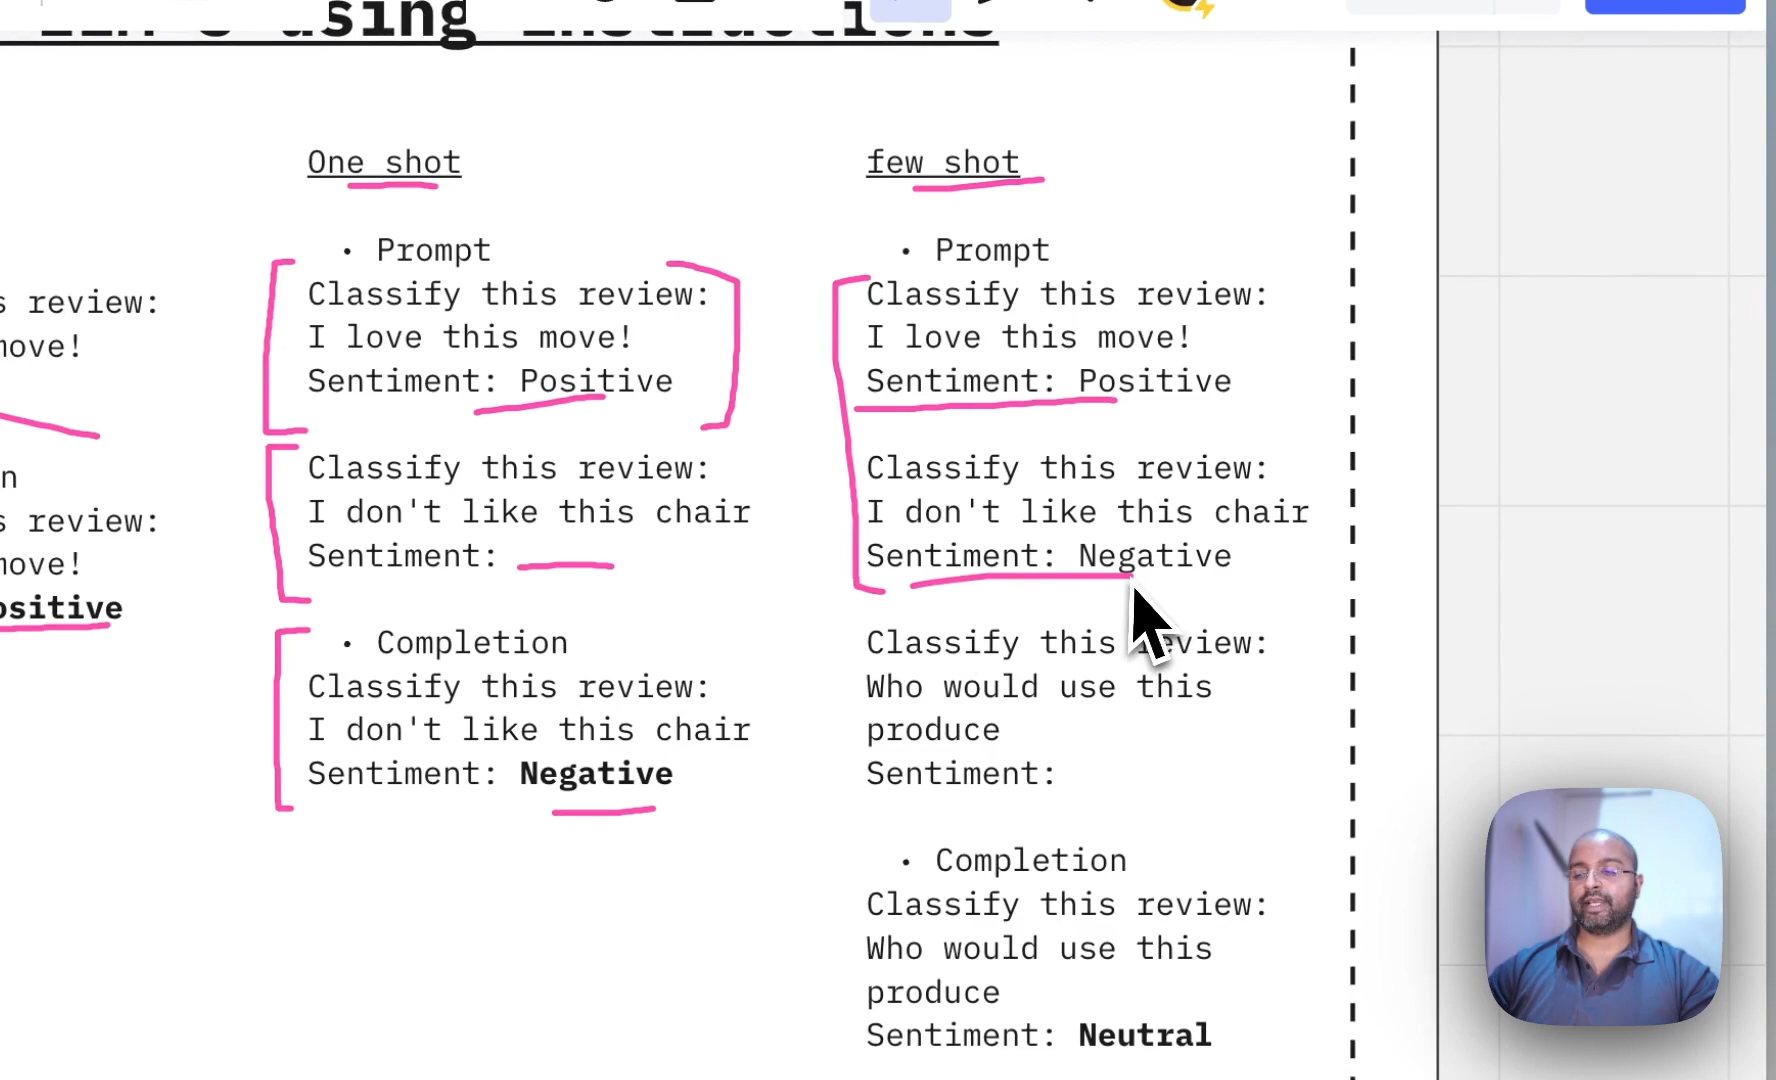 sing
One shot
• Prompt
Classify this review:
I love this move!
Sentiment: Positive
Classify this review:
I don't like this chair
Sentiment:
• Completion
Classify this review:
I don't like this chair
Sentiment: Negative
few shot
• Prompt
Classify this review:
I love this move!
Sentiment: Positive
Classify this review:
I don't like this chair
Sentiment: Negative
Classify this review:
Who would use this
produce
Sentiment:
• Completion
Classify this review:
Who would use this
produce
Sentiment: Neutral
review:
move!
review:
move!
ositive